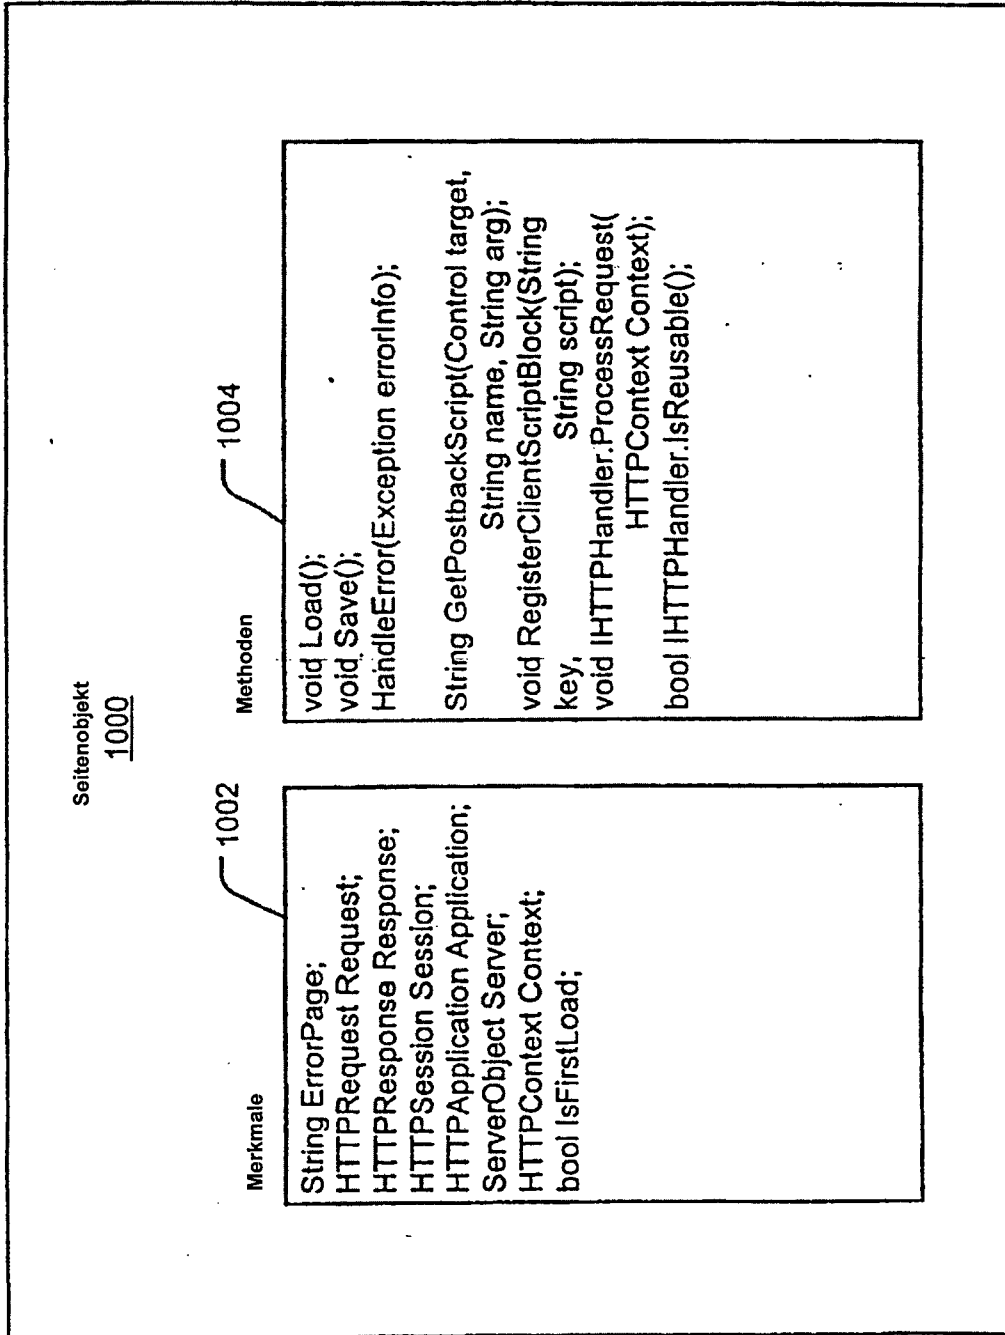 Seitenobjekt
1000
Merkmale
1002
String ErrorPage;
HTTPRequest Request;
HTTPResponse Response;
HTTPSession Session;
HTTPApplication Application;
ServerObject Server;
HTTPContext Context;
bool IsFirstLoad;
Methoden
1004
void Load();
void Save();
HandleError(Exception errorInfo);
String GetPostbackScript(Control target,
String name, String arg);
void RegisterClientScriptBlock(String
key, String script);
void IHTTPHandler.ProcessRequest(
HTTPContext Context);
bool IHTTPHandler.IsReusable();